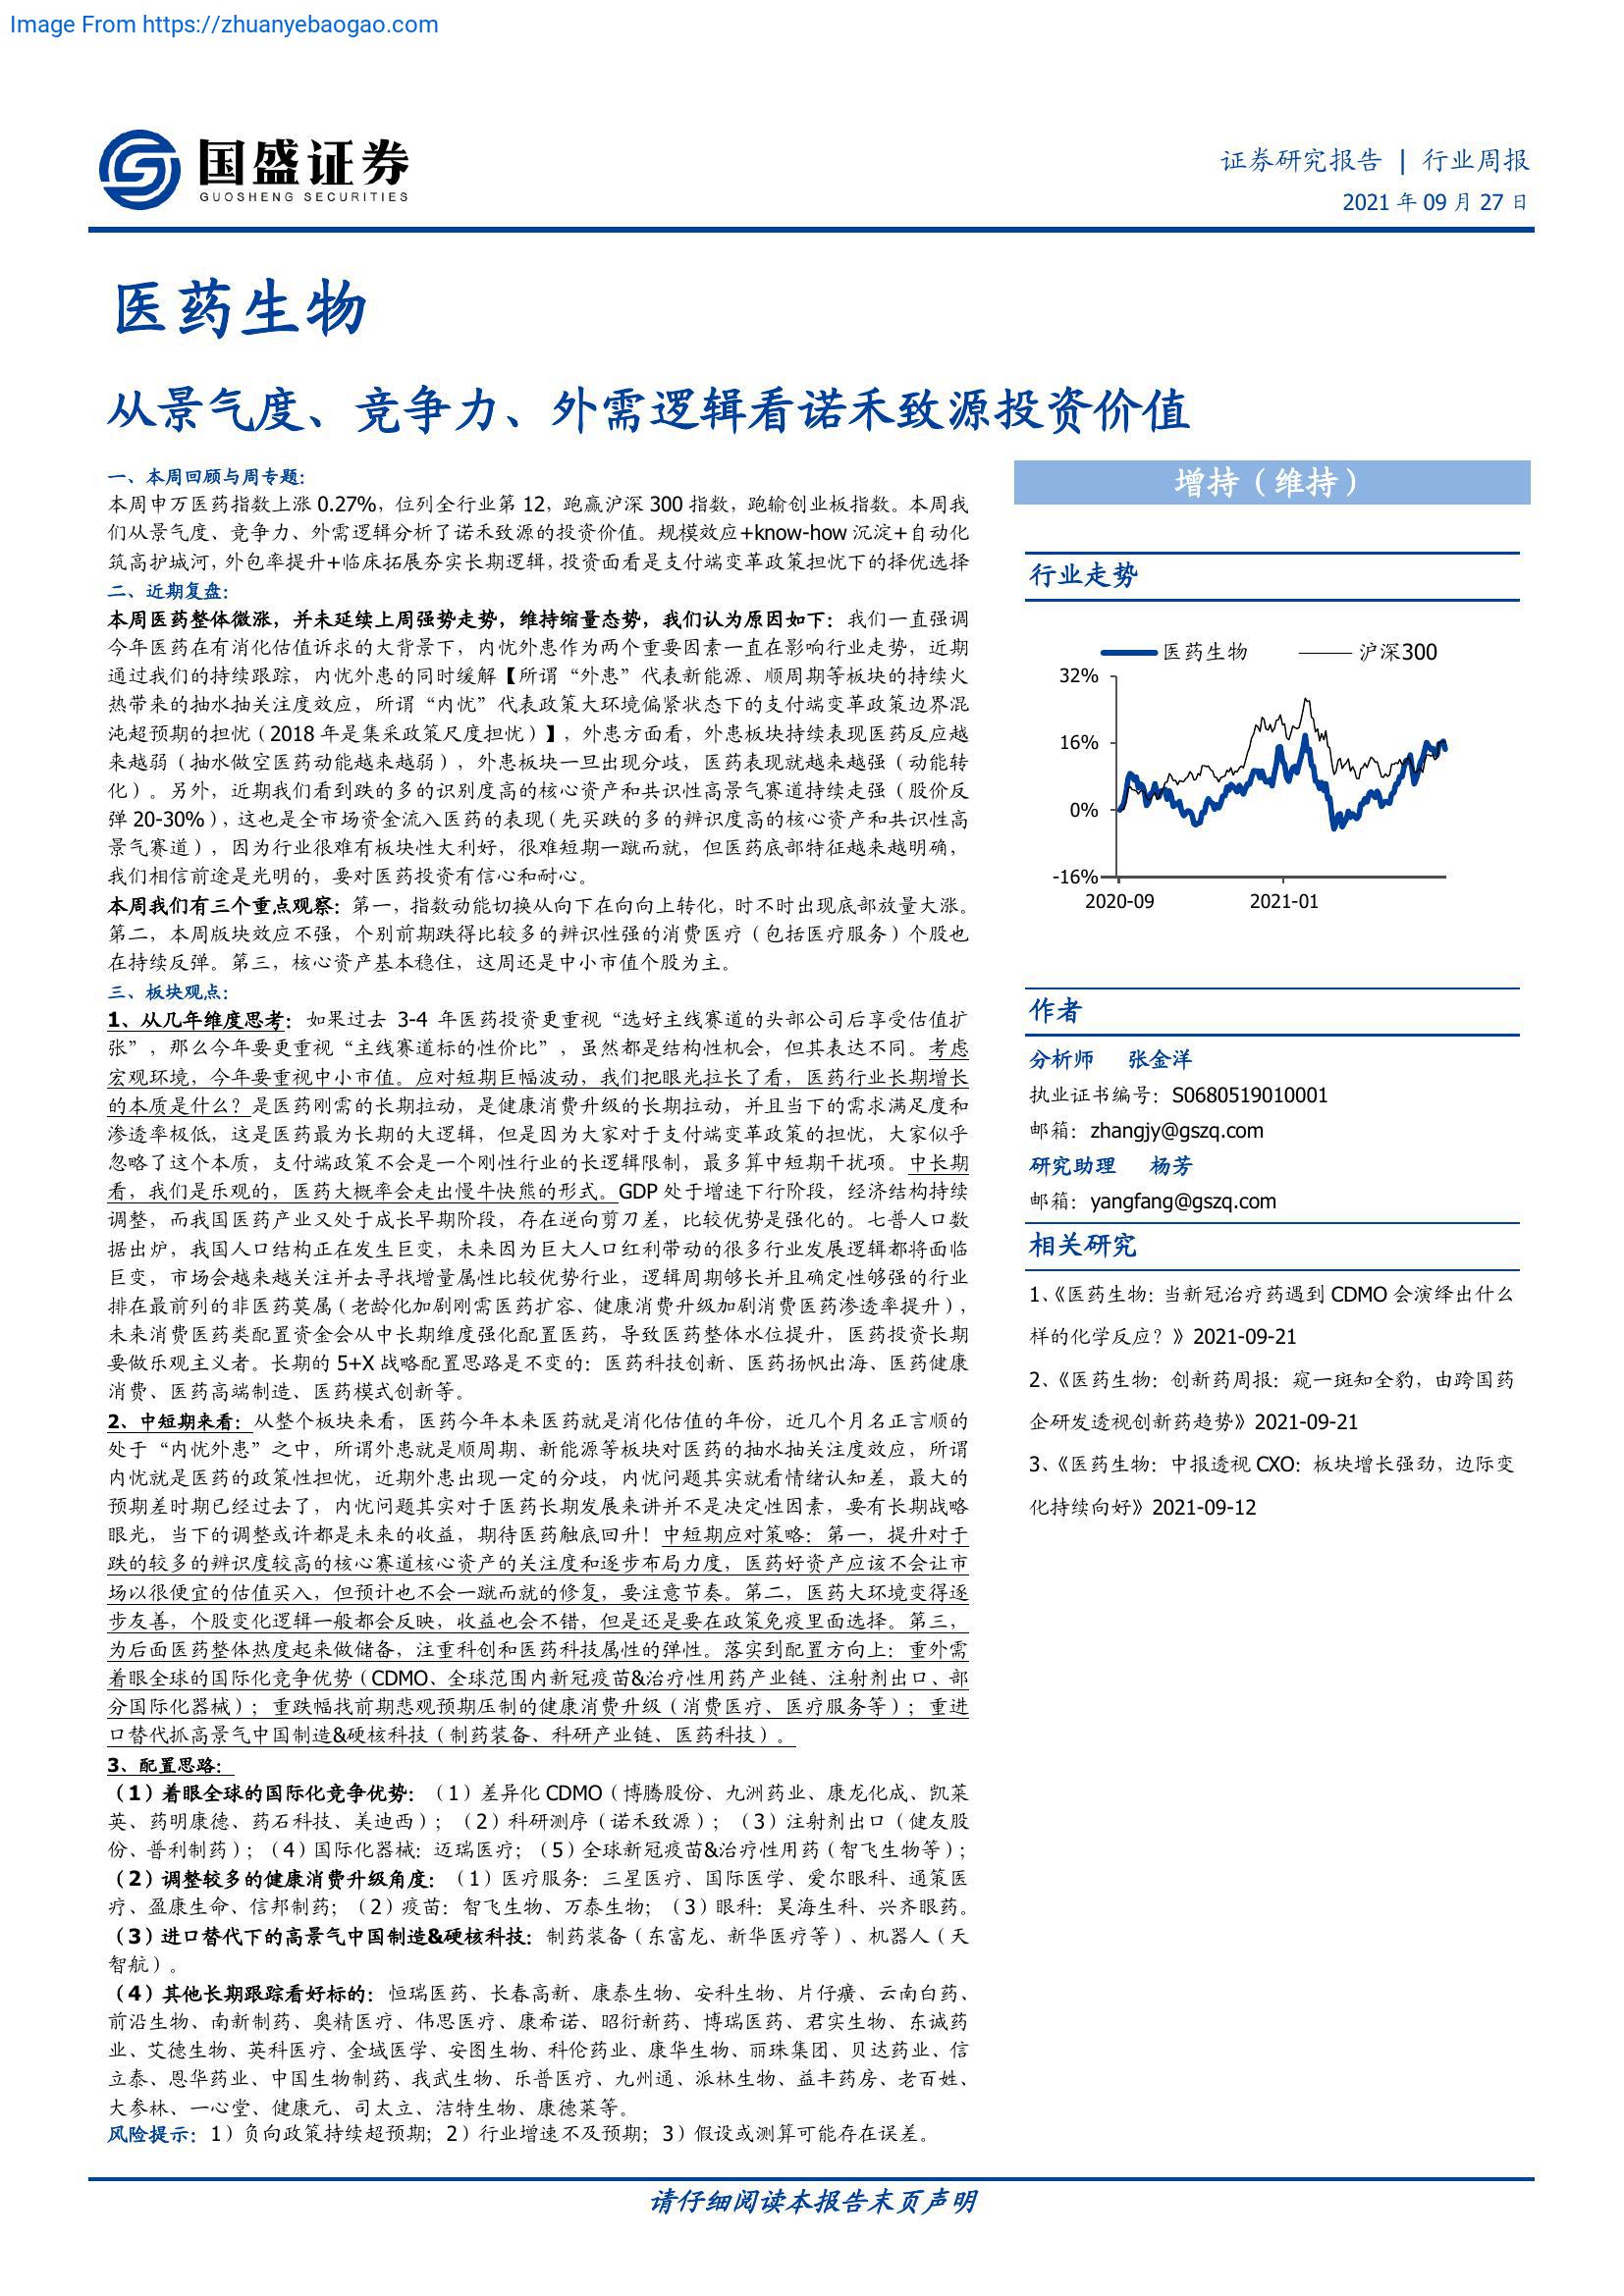 Image From https://zhuanyebaogao.com
国盛证券
GUOSHENG SECURITIES
证券研究报告 | 行业周报
2021 年 09 月 27 日
医药生物
从景气度、竞争力、外需逻辑看诺禾致源投资价值
一、本周回顾与周专题：
本周申万医药指数上涨 0.27%，位列全行业第 12，跑赢沪深 300 指数，跑输创业板指数。本周我
们从景气度、竞争力、外需逻辑分析了诺禾致源的投资价值。规模效应+know-how 沉淀+自动化
筑高护城河，外包率提升+临床拓展夯实长期逻辑，投资面看是支付端变革政策担忧下的择优选择
二、近期复盘：
本周医药整体微涨，并未延续上周强势走势，维持缩量态势，我们认为原因如下：我们一直强调
今年医药在有消化估值诉求的大背景下，内忧外患作为两个重要因素一直在影响行业走势，近期
通过我们的持续跟踪，内忧外患的同时缓解【所谓“外患”代表新能源、顺周期等板块的持续火
热带来的抽水抽关注度效应，所谓“内忧”代表政策大环境偏紧状态下的支付端变革政策边界混
沌超预期的担忧（2018 年是集采政策尺度担忧）】，外患方面看，外患板块持续表现医药反应越
来越弱（抽水做空医药动能越来越弱），外患板块一旦出现分歧，医药表现就越来越强（动能转
化）。另外，近期我们看到跌的多的识别度高的核心资产和共识性高景气赛道持续走强（股价反
弹 20-30%），这也是全市场资金流入医药的表现（先买跌的多的辨识度高的核心资产和共识性高
景气赛道），因为行业很难有板块性大利好，很难短期一蹴而就，但医药底部特征越来越明确，
我们相信前途是光明的，要对医药投资有信心和耐心。
本周我们有三个重点观察：第一，指数动能切换从向下在向向上转化，时不时出现底部放量大涨。
第二，本周版块效应不强，个别前期跌得比较多的辨识性强的消费医疗（包括医疗服务）个股也
在持续反弹。第三，核心资产基本稳住，这周还是中小市值个股为主。
三、板块观点：
1、从几年维度思考：如果过去 3-4 年医药投资更重视“选好主线赛道的头部公司后享受估值扩
张”，那么今年要更重视“主线赛道标的性价比”，虽然都是结构性机会，但其表达不同。考虑
宏观环境，今年要重视中小市值。应对短期巨幅波动，我们把眼光拉长了看，医药行业长期增长
的本质是什么？是医药刚需的长期拉动，是健康消费升级的长期拉动，并且当下的需求满足度和
渗透率极低，这是医药最为长期的大逻辑，但是因为大家对于支付端变革政策的担忧，大家似乎
忽略了这个本质，支付端政策不会是一个刚性行业的长逻辑限制，最多算中短期干扰项。中长期
看，我们是乐观的，医药大概率会走出慢牛快熊的形式。GDP 处于增速下行阶段，经济结构持续
调整，而我国医药产业又处于成长早期阶段，存在逆向剪刀差，比较优势是强化的。七普人口数
据出炉，我国人口结构正在发生巨变，未来因为巨大人口红利带动的很多行业发展逻辑都将面临
巨变，市场会越来越关注并去寻找增量属性比较优势行业，逻辑周期够长并且确定性够强的行业
排在最前列的非医药莫属（老龄化加剧刚需医药扩容、健康消费升级加剧消费医药渗透率提升），
未来消费医药类配置资金会从中长期维度强化配置医药，导致医药整体水位提升，医药投资长期
要做乐观主义者。长期的 5+X 战略配置思路是不变的：医药科技创新、医药扬帆出海、医药健康
消费、医药高端制造、医药模式创新等。
2、中短期来看：从整个板块来看，医药今年本来医药就是消化估值的年份，近几个月名正言顺的
处于“内忧外患”之中，所谓外患就是顺周期、新能源等板块对医药的抽水抽关注度效应，所谓
内忧就是医药的政策性担忧，近期外患出现一定的分歧，内忧问题其实就看情绪认知差，最大的
预期差时期已经过去了，内忧问题其实对于医药长期发展来讲并不是决定性因素，要有长期战略
眼光，当下的调整或许都是未来的收益，期待医药触底回升！中短期应对策略：第一，提升对于
跌的较多的辨识度较高的核心赛道核心资产的关注度和逐步布局力度，医药好资产应该不会让市
场以很便宜的估值买入，但预计也不会一蹴而就的修复，要注意节奏。第二，医药大环境变得逐
步友善，个股变化逻辑一般都会反映，收益也会不错，但是还是要在政策免疫里面选择。第三，
为后面医药整体热度起来做储备，注重科创和医药科技属性的弹性。落实到配置方向上：重外需
着眼全球的国际化竞争优势（CDMO、全球范围内新冠疫苗&治疗性用药产业链、注射剂出口、部
分国际化器械）；重跌幅找前期悲观预期压制的健康消费升级（消费医疗、医疗服务等）；重进
口替代抓高景气中国制造&硬核科技（制药装备、科研产业链、医药科技）。
3、配置思路：
（1）着眼全球的国际化竞争优势：（1）差异化 CDMO（博腾股份、九洲药业、康龙化成、凯莱
英、药明康德、药石科技、美迪西）；（2）科研测序（诺禾致源）；（3）注射剂出口（健友股
份、普利制药）；（4）国际化器械：迈瑞医疗；（5）全球新冠疫苗&治疗性用药（智飞生物等）；
（2）调整较多的健康消费升级角度：（1）医疗服务：三星医疗、国际医学、爱尔眼科、通策医
疗、盈康生命、信邦制药；（2）疫苗：智飞生物、万泰生物；（3）眼科：昊海生科、兴齐眼药。
（3）进口替代下的高景气中国制造&硬核科技：制药装备（东富龙、新华医疗等）、机器人（天
智航）。
（4）其他长期跟踪看好标的：恒瑞医药、长春高新、康泰生物、安科生物、片仔癀、云南白药、
前沿生物、南新制药、奥精医疗、伟思医疗、康希诺、昭衍新药、博瑞医药、君实生物、东诚药
业、艾德生物、英科医疗、金域医学、安图生物、科伦药业、康华生物、丽珠集团、贝达药业、信
立泰、恩华药业、中国生物制药、我武生物、乐普医疗、九州通、派林生物、益丰药房、老百姓、
大参林、一心堂、健康元、司太立、洁特生物、康德莱等。
风险提示：1）负向政策持续超预期；2）行业增速不及预期；3）假设或测算可能存在误差。
增持（维持）
行业走势
医药生物 沪深300
32%
16%
0%
-16%
2020-09 2021-01
作者
分析师 张金洋
执业证书编号：S0680519010001
邮箱：zhangjy@gszq.com
研究助理 杨芳
邮箱：yangfang@gszq.com
相关研究
1、《医药生物：当新冠治疗药遇到 CDMO 会演绎出什么
样的化学反应？》2021-09-21
2、《医药生物：创新药周报：窥一斑知全豹，由跨国药
企研发透视创新药趋势》2021-09-21
3、《医药生物：中报透视 CXO：板块增长强劲，边际变
化持续向好》2021-09-12
请仔细阅读本报告末页声明